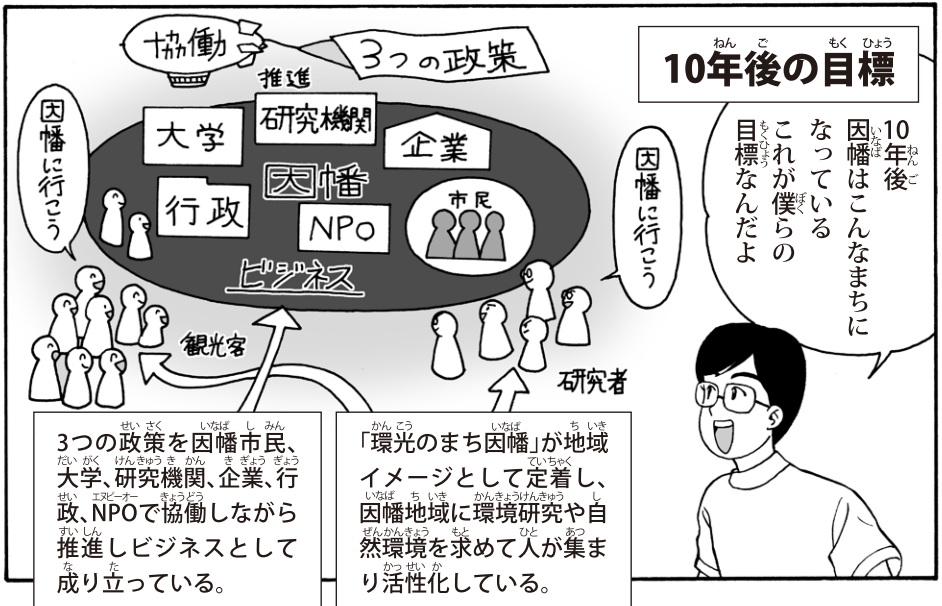 10年後の目標
10年後
因幡はこんなまちに
なっている
これが僕らの
目標なんだよ
協働
3つの政策
推進
大学
研究機関
企業
因幡
行政
NPO
市民
ビジネス
因幡に行こう
因幡に行こう
観光客
研究者
3つの政策を因幡市民、
大学、研究機関、企業、行
政、NPOで協働しながら
推進しビジネスとして
成り立っている。
「環光のまち因幡」が地域
イメージとして定着し、
因幡地域に環境研究や自
然環境を求めて人が集ま
り活性化している。